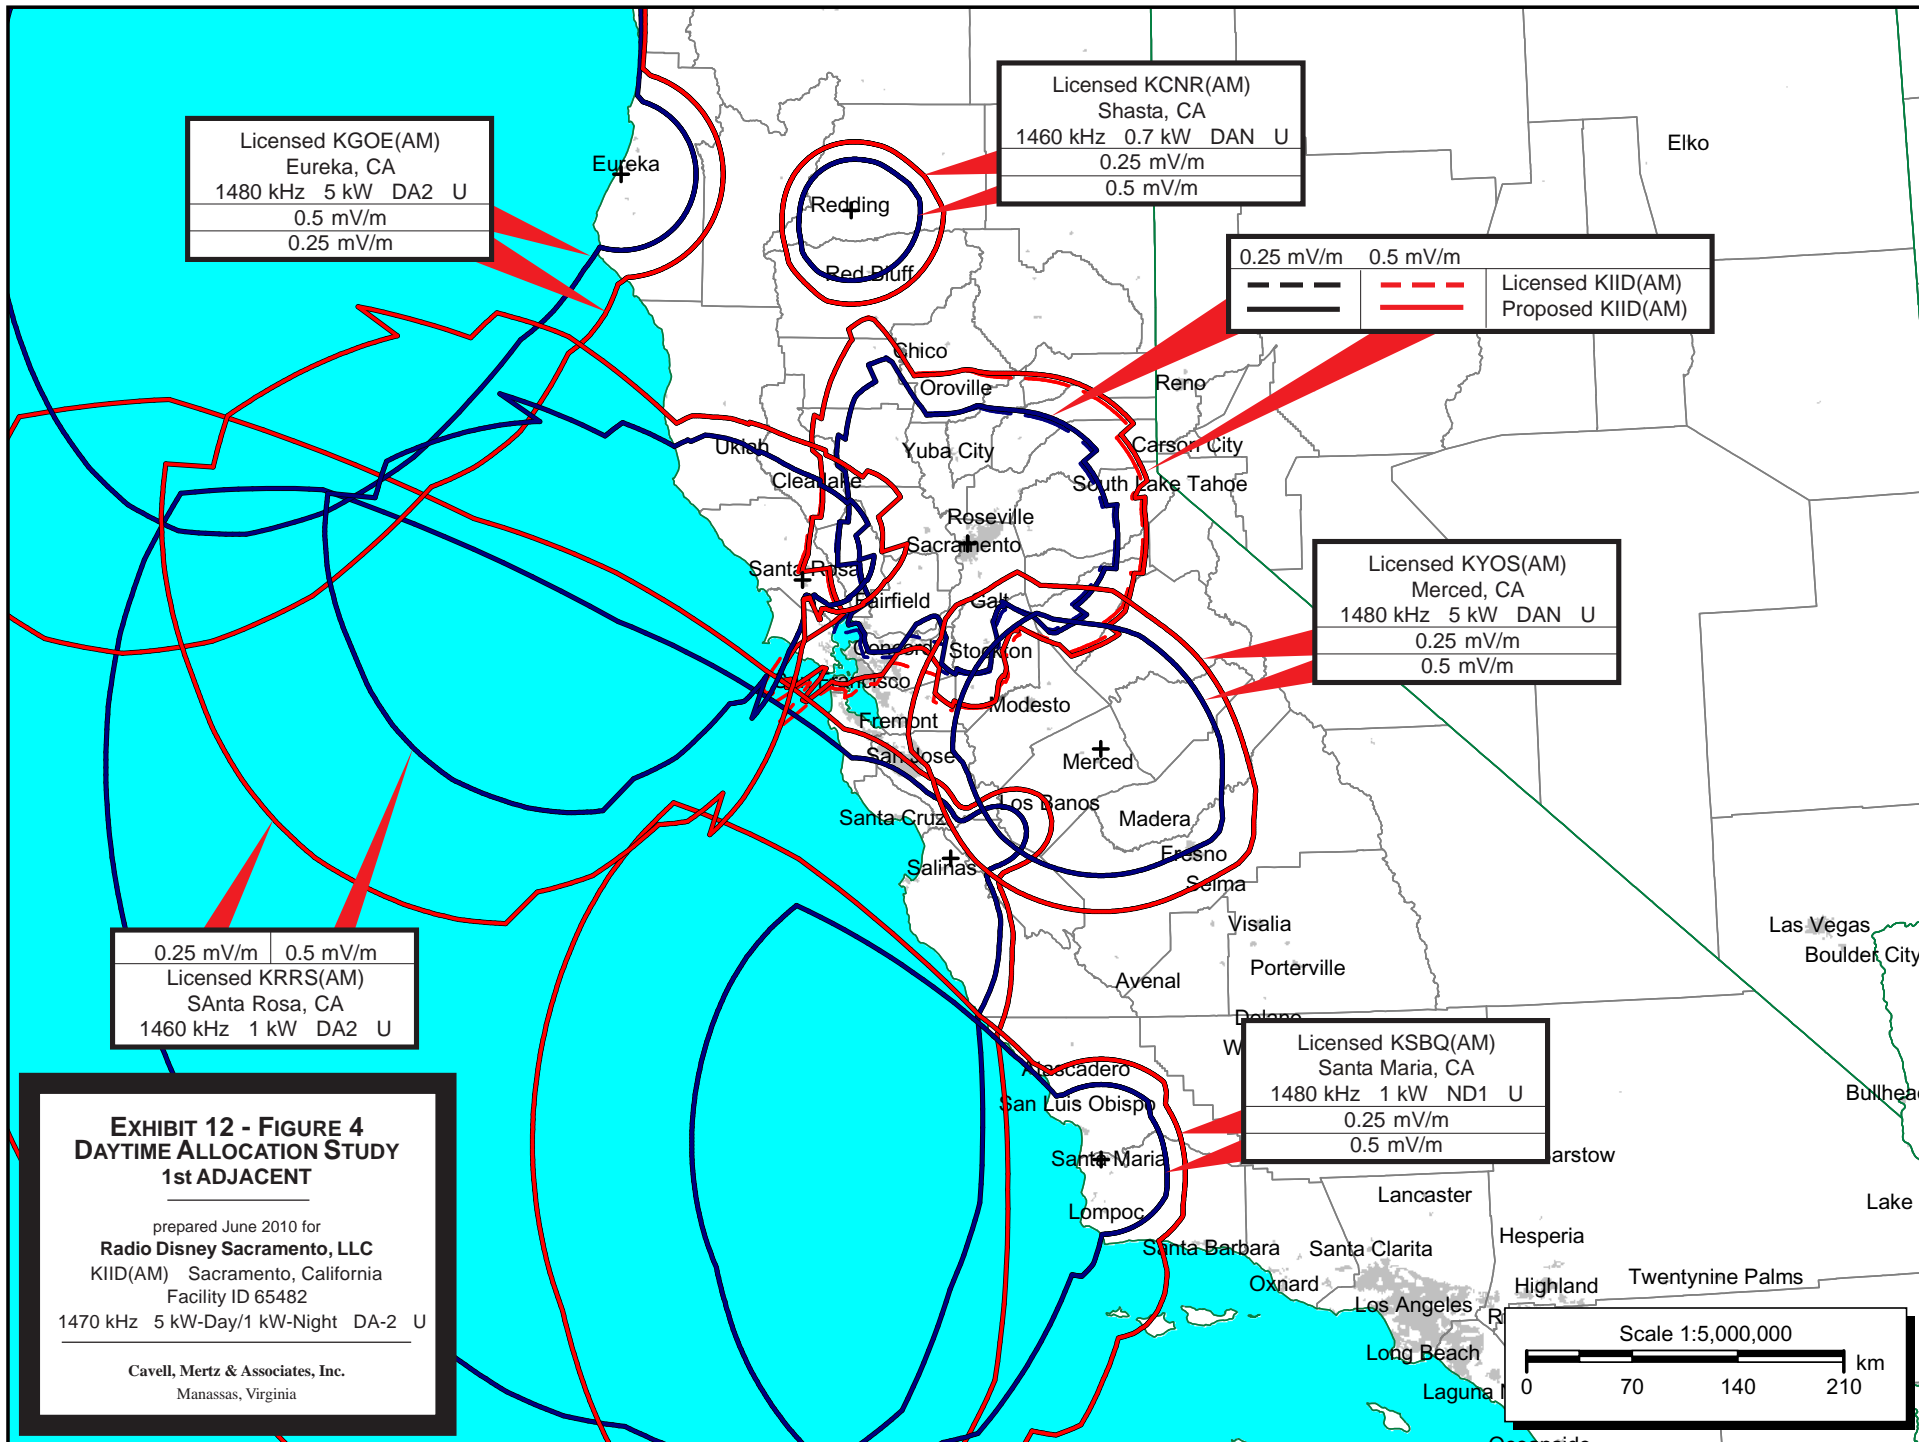 Licensed KGOE(AM)
Eureka, CA
1480 kHz 5 kW DA2 U
0.5 mV/m
0.25 mV/m
Licensed KCNR(AM)
Shasta, CA
1460 kHz 0.7 kW DAN U
0.25 mV/m
0.5 mV/m
0.25 mV/m 0.5 mV/m
Licensed KIID(AM)
Proposed KIID(AM)
Elko
Eureka
Redding
Red Bluff
Chico
Oroville
Reno
Ukiah
Yuba City
Carson City
Clearlake
South Lake Tahoe
Roseville
Sacramento
Santa Rosa
Fairfield
Galt
Concord
Stockton
San Francisco
Modesto
Fremont
San Jose
Merced
Los Banos
Santa Cruz
Madera
Fresno
Salinas
Selma
Visalia
Las Vegas
Boulder City
Porterville
Avenal
Delano
W
Licensed KYOS(AM)
Merced, CA
1480 kHz 5 kW DAN U
0.25 mV/m
0.5 mV/m
0.25 mV/m 0.5 mV/m
Licensed KRRS(AM)
SAnta Rosa, CA
1460 kHz 1 kW DA2 U
Licensed KSBQ(AM)
Santa Maria, CA
1480 kHz 1 kW ND1 U
0.25 mV/m
0.5 mV/m
Atascadero
San Luis Obispo
Bullhead
Santa Maria
arstow
Lancaster
Lake
Lompoc
Hesperia
Santa Barbara
Santa Clarita
Oxnard
Highland
Twentynine Palms
Los Angeles
R
Long Beach
Laguna N
Oceanside
EXHIBIT 12 - FIGURE 4
DAYTIME ALLOCATION STUDY
1st ADJACENT
prepared June 2010 for
Radio Disney Sacramento, LLC
KIID(AM) Sacramento, California
Facility ID 65482
1470 kHz 5 kW-Day/1 kW-Night DA-2 U
Cavell, Mertz & Associates, Inc.
Manassas, Virginia
Scale 1:5,000,000
km
0 70 140 210